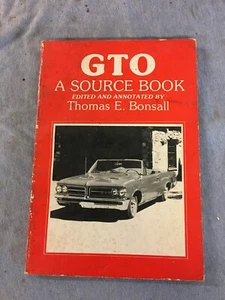 GTO
A SOURCE BOOK
EDITED AND ANNOTATED BY
Thomas E. Bonsall